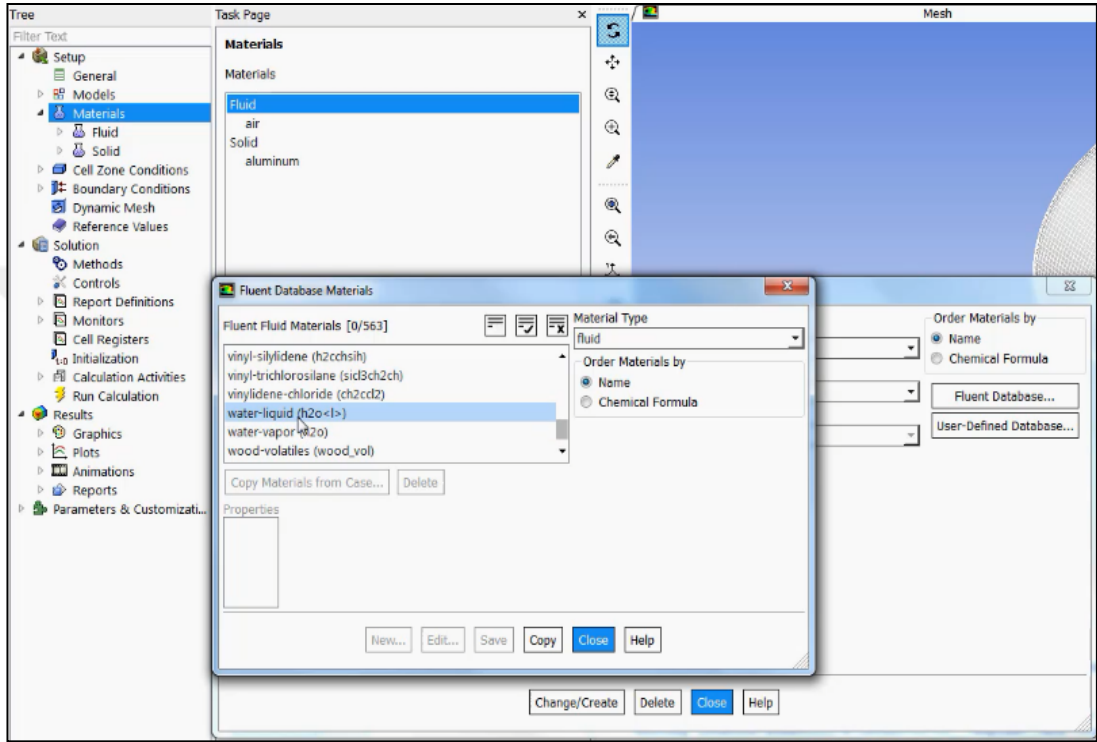 Tree
Filter Text
Setup
General
Models
Materials
Fluid
Solid
Cell Zone Conditions
Boundary Conditions
Dynamic Mesh
Reference Values
Solution
Methods
Controls
Report Definitions
Monitors
Cell Registers
Initialization
Calculation Activities
Run Calculation
Results
Graphics
Plots
Animations
Reports
Parameters & Customizati...
Task Page
Materials
Materials
Fluid
air
Solid
aluminum
Mesh
Fluent Database Materials
Fluent Fluid Materials [0/563]
vinyl-silylidene (h2cchsih)
vinyl-trichlorosilane (sicl3ch2ch)
vinylidene-chloride (ch2ccl2)
water-liquid (h2o<l>)
water-vapor (h2o)
wood-volatiles (wood_vol)
Copy Materials from Case...
Delete
Properties
Material Type
fluid
Order Materials by
Name
Chemical Formula
New...
Edit...
Save
Copy
Close
Help
Order Materials by
Name
Chemical Formula
Fluent Database...
User-Defined Database...
Change/Create
Delete
Close
Help